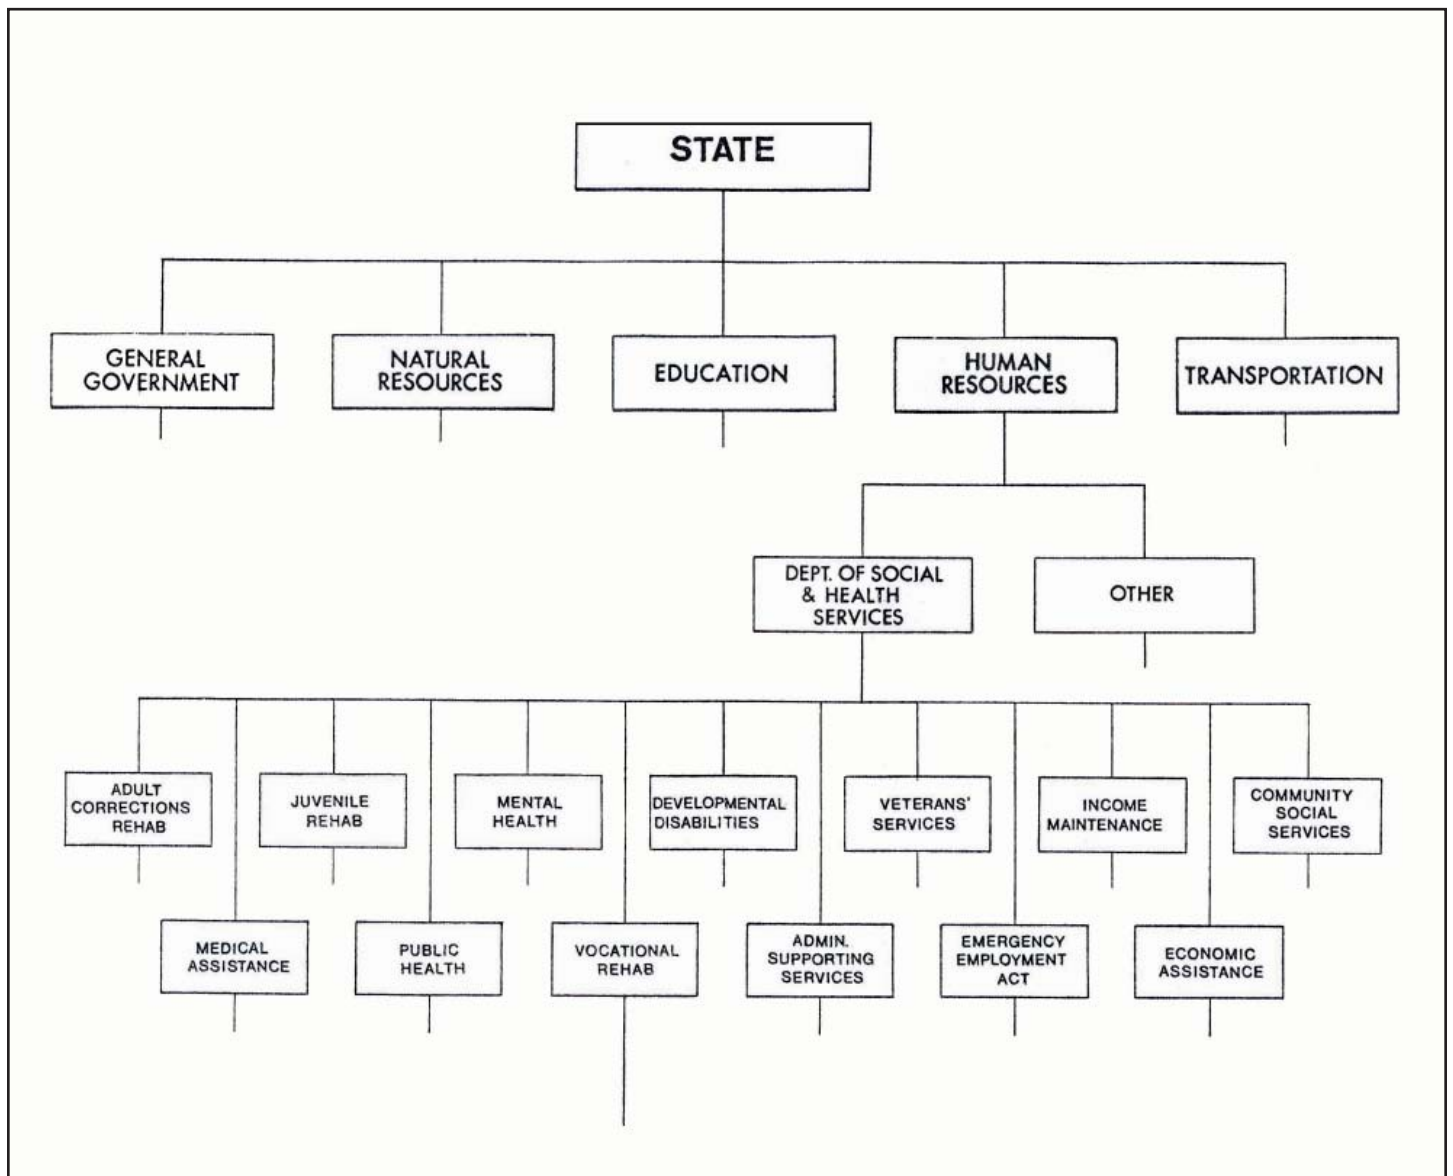 STATE
GENERAL
GOVERNMENT
NATURAL
RESOURCES
EDUCATION
HUMAN
RESOURCES
TRANSPORTATION
DEPT. OF SOCIAL
& HEALTH
SERVICES
OTHER
ADULT
CORRECTIONS
REHAB
JUVENILE
REHAB
MENTAL
HEALTH
DEVELOPMENTAL
DISABILITIES
VETERANS'
SERVICES
INCOME
MAINTENANCE
COMMUNITY
SOCIAL
SERVICES
MEDICAL
ASSISTANCE
PUBLIC
HEALTH
VOCATIONAL
REHAB
ADMIN.
SUPPORTING
SERVICES
EMERGENCY
EMPLOYMENT
ACT
ECONOMIC
ASSISTANCE